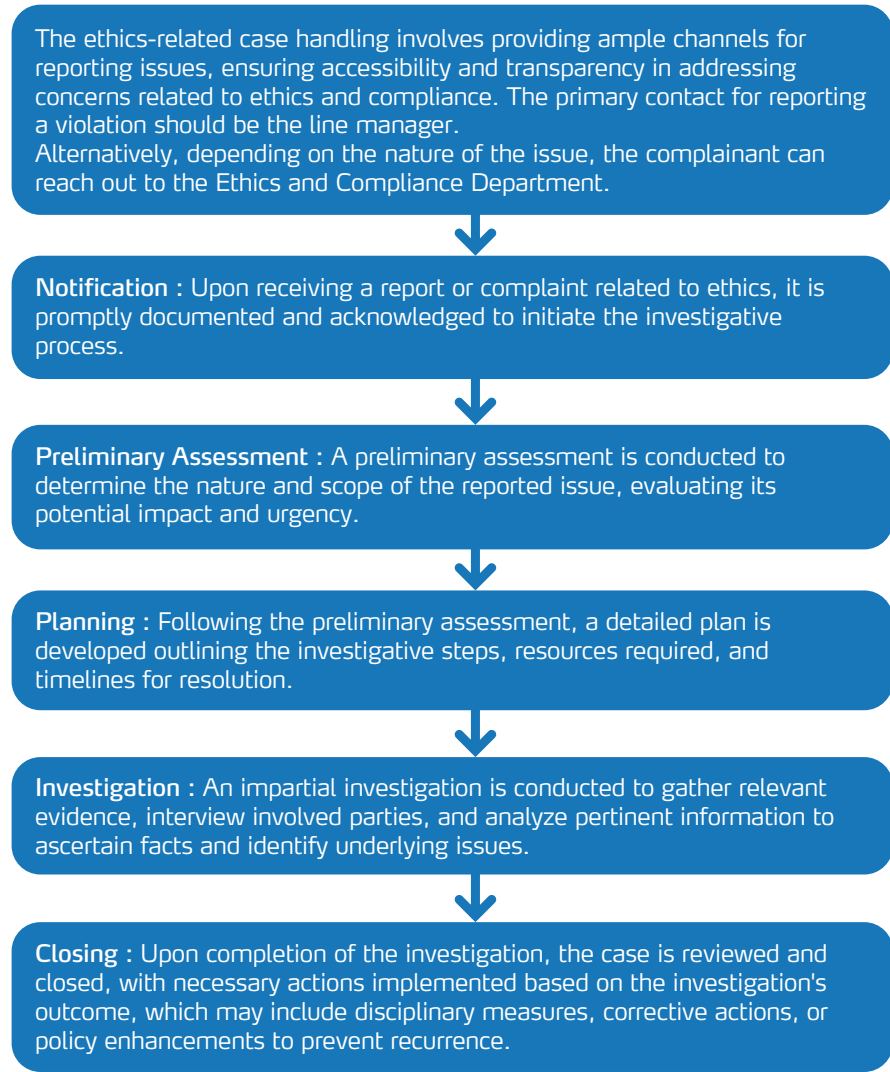 The ethics-related case handling involves providing ample channels for
reporting issues, ensuring accessibility and transparency in addressing
concerns related to ethics and compliance. The primary contact for reporting
a violation should be the line manager.
Alternatively, depending on the nature of the issue, the complainant can
reach out to the Ethics and Compliance Department.
Notification : Upon receiving a report or complaint related to ethics, it is
promptly documented and acknowledged to initiate the investigative
process.
Preliminary Assessment : A preliminary assessment is conducted to
determine the nature and scope of the reported issue, evaluating its
potential impact and urgency.
Planning : Following the preliminary assessment, a detailed plan is
developed outlining the investigative steps, resources required, and
timelines for resolution.
Investigation : An impartial investigation is conducted to gather relevant
evidence, interview involved parties, and analyze pertinent information to
ascertain facts and identify underlying issues.
Closing : Upon completion of the investigation, the case is reviewed and
closed, with necessary actions implemented based on the investigation's
outcome, which may include disciplinary measures, corrective actions, or
policy enhancements to prevent recurrence.